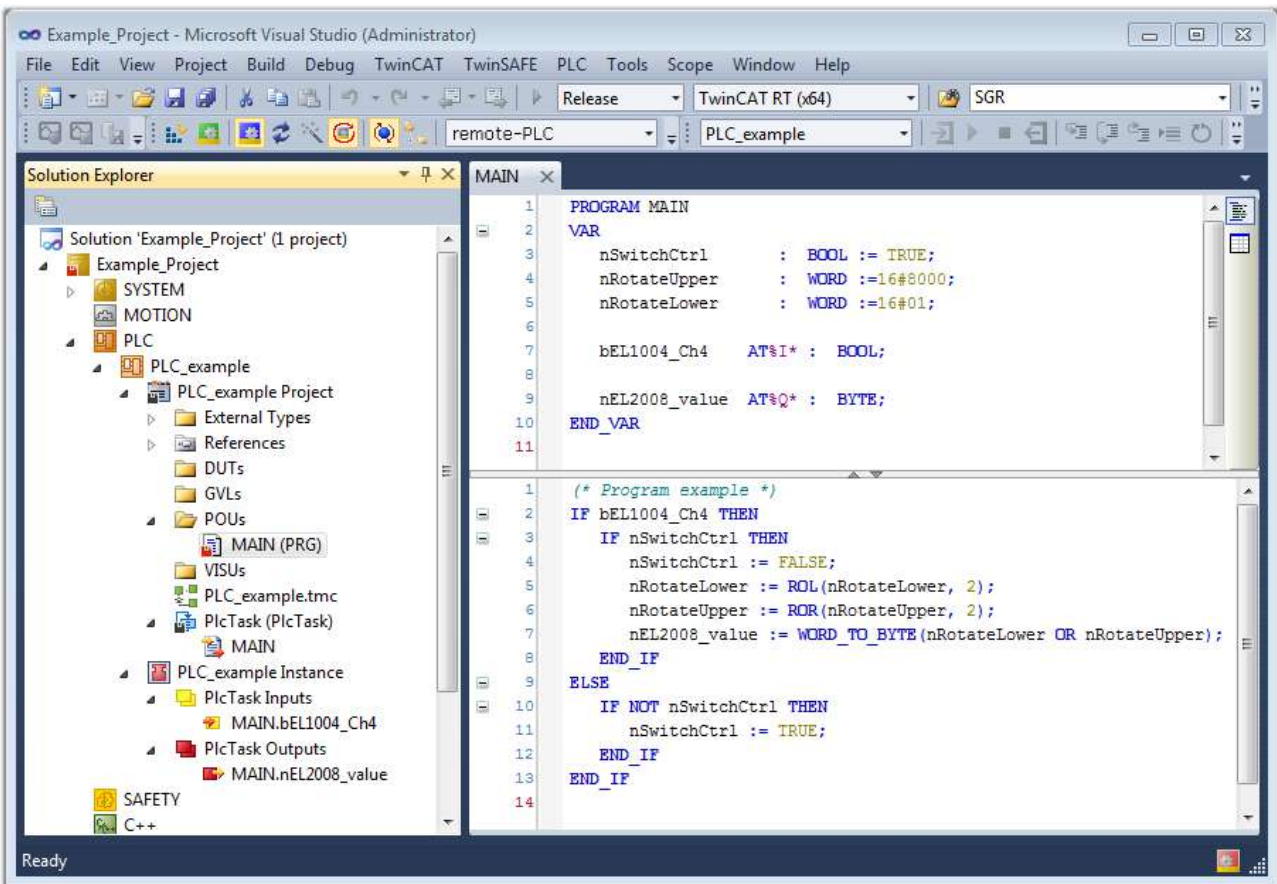 Example_Project - Microsoft Visual Studio (Administrator)
File Edit View Project Build Debug TwinCAT TwinSAFE PLC Tools Scope Window Help
Release TwinCAT RT (x64) SGR
remote-PLC PLC_example
Solution Explorer
Solution 'Example_Project' (1 project)
Example_Project
SYSTEM
MOTION
PLC
PLC_example
PLC_example Project
External Types
References
DUTs
GVLs
POUs
MAIN (PRG)
VISUs
PLC_example.tmc
PlcTask (PlcTask)
MAIN
PLC_example Instance
PlcTask Inputs
MAIN.bEL1004_Ch4
PlcTask Outputs
MAIN.nEL2008_value
SAFETY
C++
MAIN
1 PROGRAM MAIN
2 VAR
3 nSwitchCtrl : BOOL := TRUE;
4 nRotateUpper : WORD :=16#8000;
5 nRotateLower : WORD :=16#01;
6
7 bEL1004_Ch4 AT%I* : BOOL;
8
9 nEL2008_value AT%Q* : BYTE;
10 END_VAR
11
1 (* Program example *)
2 IF bEL1004_Ch4 THEN
3 IF nSwitchCtrl THEN
4 nSwitchCtrl := FALSE;
5 nRotateLower := ROL(nRotateLower, 2);
6 nRotateUpper := ROR(nRotateUpper, 2);
7 nEL2008_value := WORD_TO_BYTE(nRotateLower OR nRotateUpper);
8 END_IF
9 ELSE
10 IF NOT nSwitchCtrl THEN
11 nSwitchCtrl := TRUE;
12 END_IF
13 END_IF
14
Ready